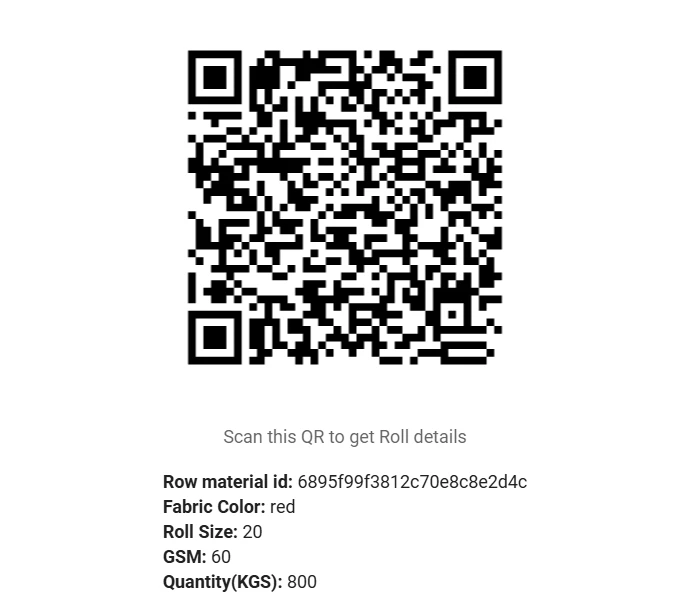 Scan this QR to get Roll details
Row material id: 6895f99f3812c70e8c8e2d4c
Fabric Color: red
Roll Size: 20
GSM: 60
Quantity(KGS): 800